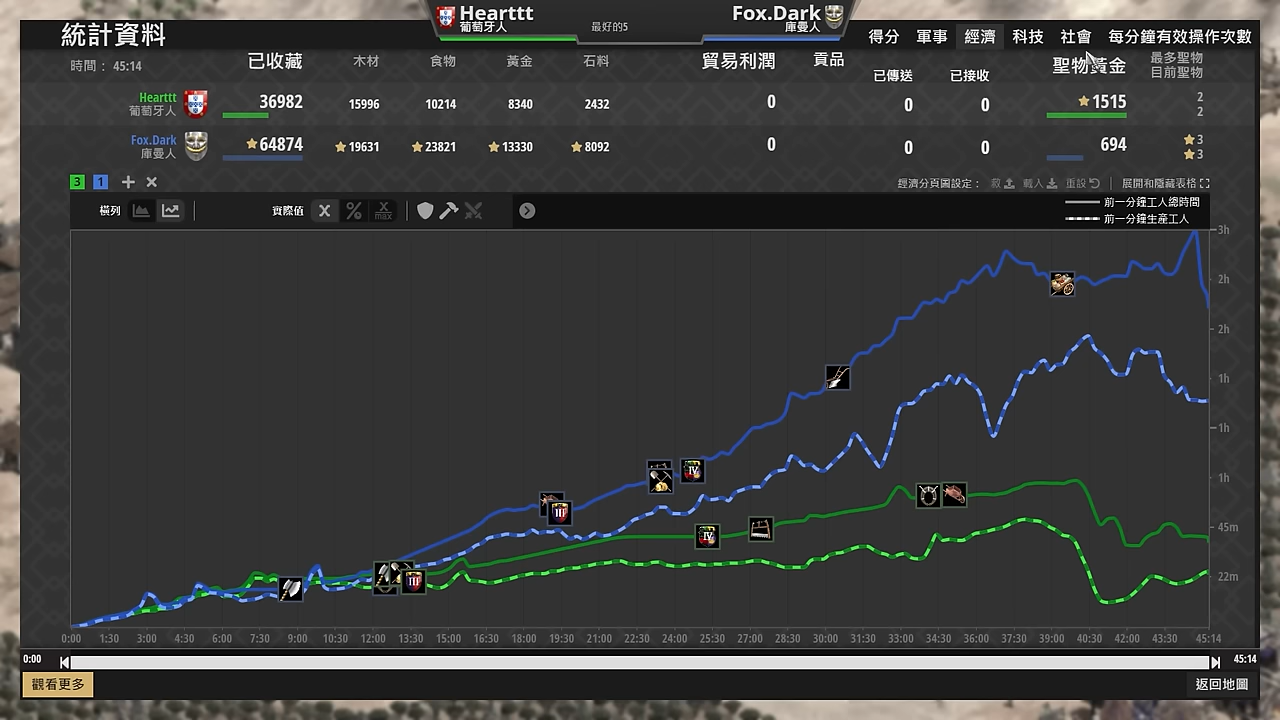 Hearttt
葡萄牙人
最好的5
Fox.Dark
庫曼人
統計資料
得分 軍事 經濟 科技 社會 每分鐘有效操作次數
時間： 45:14
已收藏 木材 食物 黃金 石料 貿易利潤 貢品 已傳送 已接收 聖物黃金 最多聖物
目前聖物
Hearttt
葡萄牙人
36982 15996 10214 8340 2432 0 0 0 1515 2
2
Fox.Dark
庫曼人
64874 19631 23821 13330 8092 0 0 0 694 3
3
3 1
經濟分頁圖設定： 載入 重設 展開和隱藏表格
橫列 實際值 X % X max
前一分鐘工人總時間
前一分鐘生産工人
3h
2h
2h
1h
1h
1h
45m
22m
III III IV IV
0:00 1:30 3:00 4:30 6:00 7:30 9:00 10:30 12:00 13:30 15:00 16:30 18:00 19:30 21:00 22:30 24:00 25:30 27:00 28:30 30:00 31:30 33:00 34:30 36:00 37:30 39:00 40:30 42:00 43:30 45:14
0:00 45:14
觀看更多 返回地圖